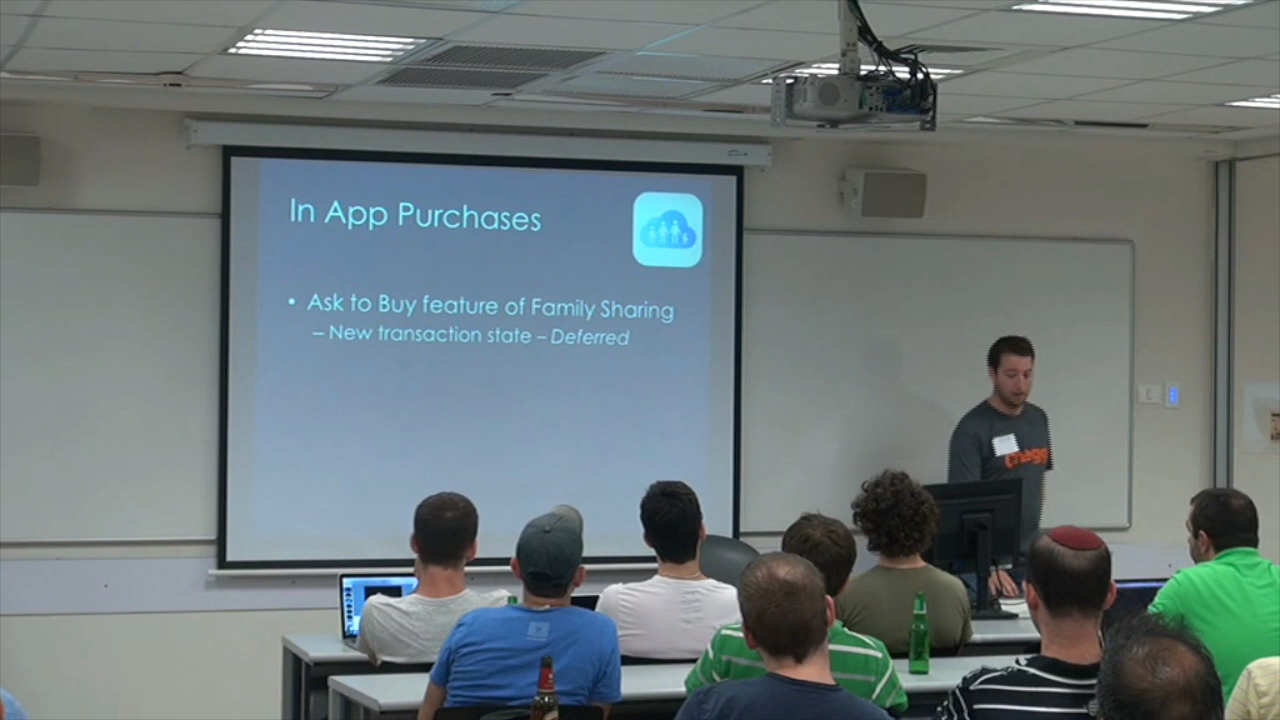 In App Purchases
• Ask to Buy feature of Family Sharing
– New transaction state – Deferred